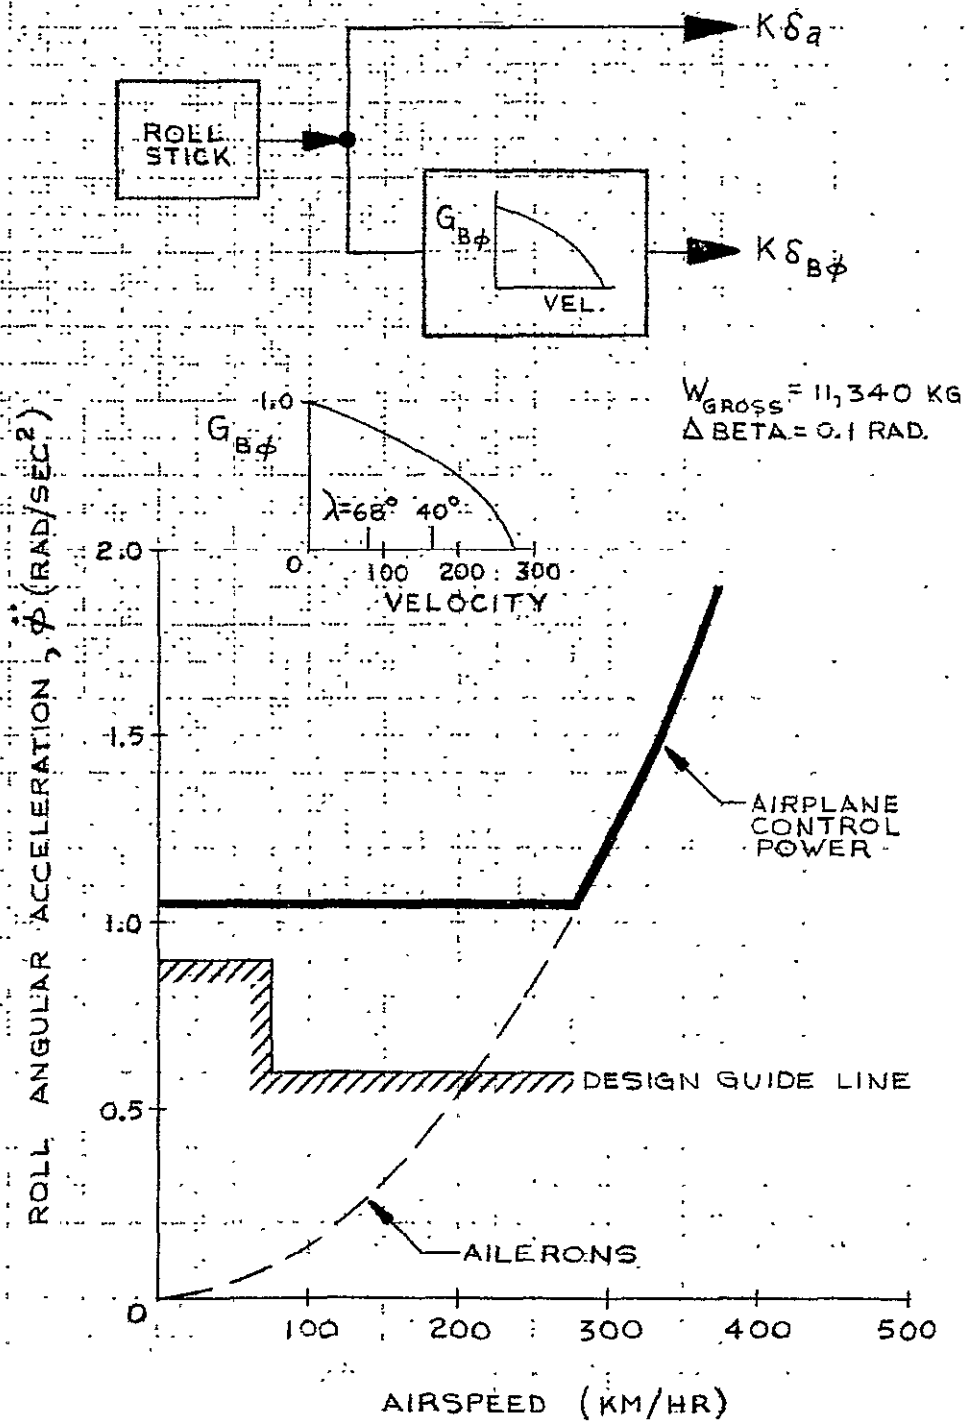 K δa
ROLL
STICK
GBϕ
VEL.
K δBϕ
WGROSS = 11,340 KG
Δ BETA = 0.1 RAD.
1.0
GBϕ
λ=68° 40°
0
100 200 300
VELOCITY
ROLL ANGULAR ACCELERATION, ϕ̈ (RAD/SEC²)
2.0
1.5
AIRPLANE
CONTROL
POWER
1.0
DESIGN GUIDE LINE
0.5
AILERONS
0
100 200 300 400 500
AIRSPEED (KM/HR)